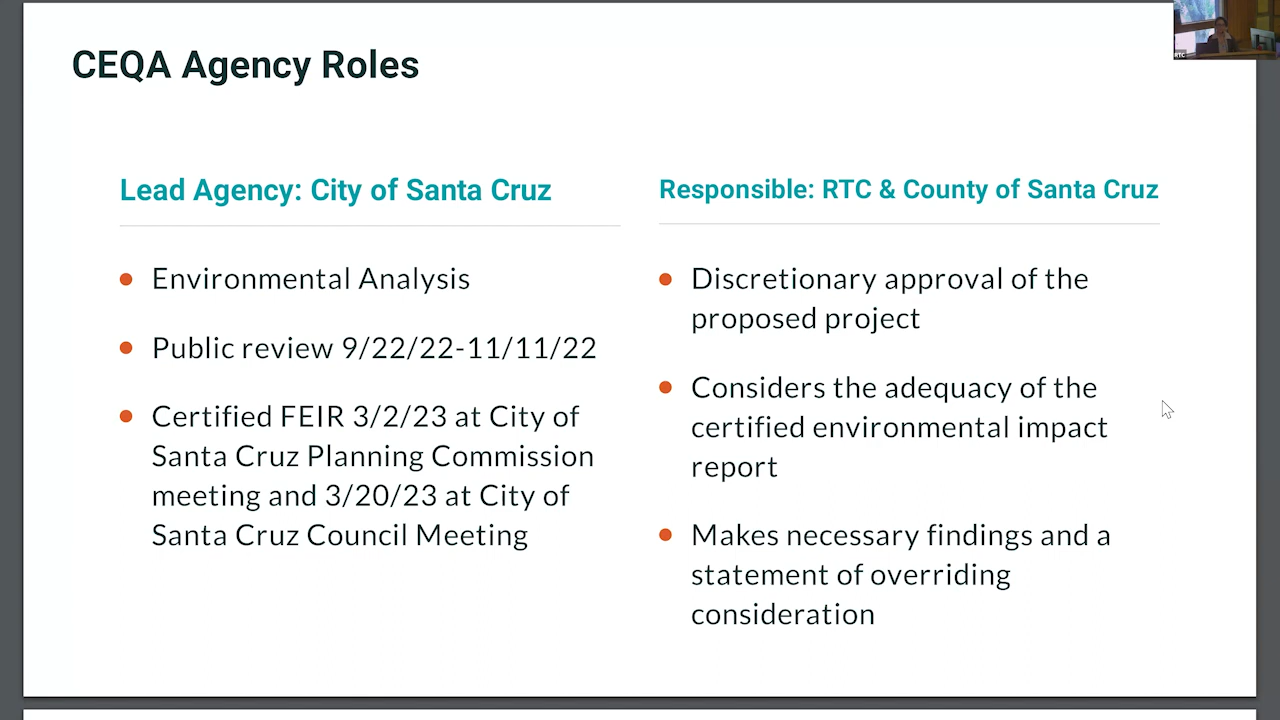 CEQA Agency Roles
Lead Agency: City of Santa Cruz
Environmental Analysis
Public review 9/22/22-11/11/22
Certified FEIR 3/2/23 at City of
Santa Cruz Planning Commission
meeting and 3/20/23 at City of
Santa Cruz Council Meeting
Responsible: RTC & County of Santa Cruz
Discretionary approval of the
proposed project
Considers the adequacy of the
certified environmental impact
report
Makes necessary findings and a
statement of overriding
consideration
RTC